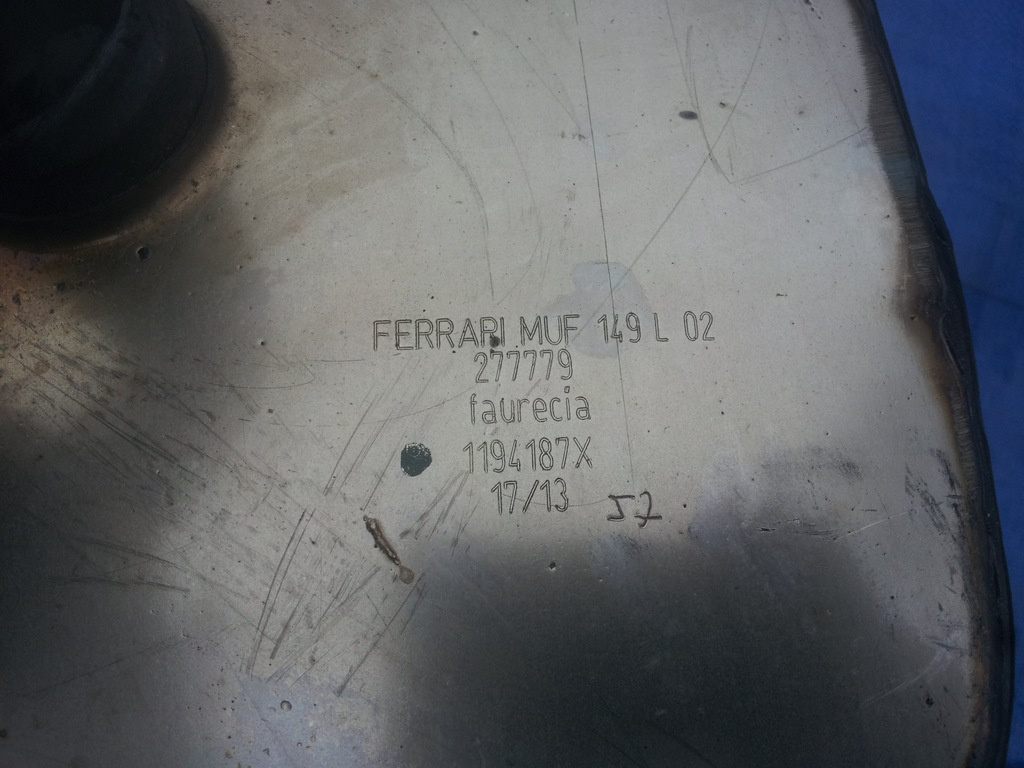 FERRARI MUF 149 L 02
277779
faurecia
1194187X
17/13